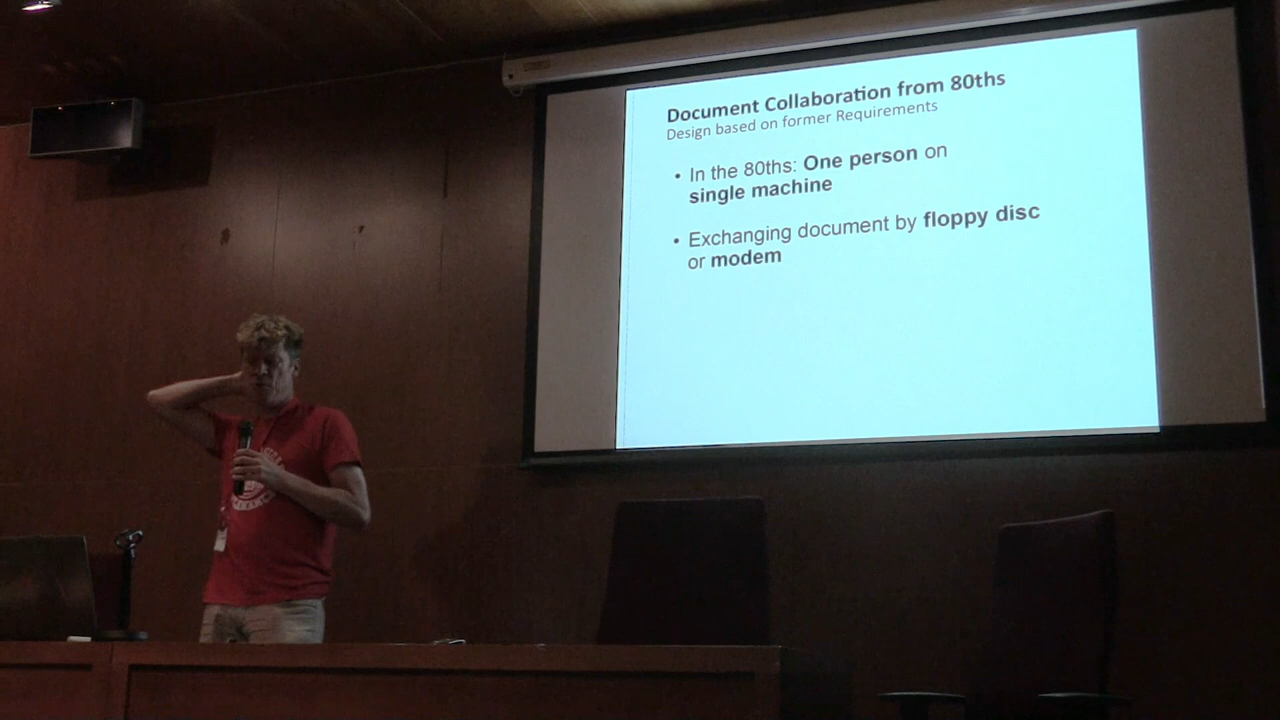 Document Collaboration from 80ths
Design based on former Requirements
• In the 80ths: One person on
single machine
• Exchanging document by floppy disc
or modem